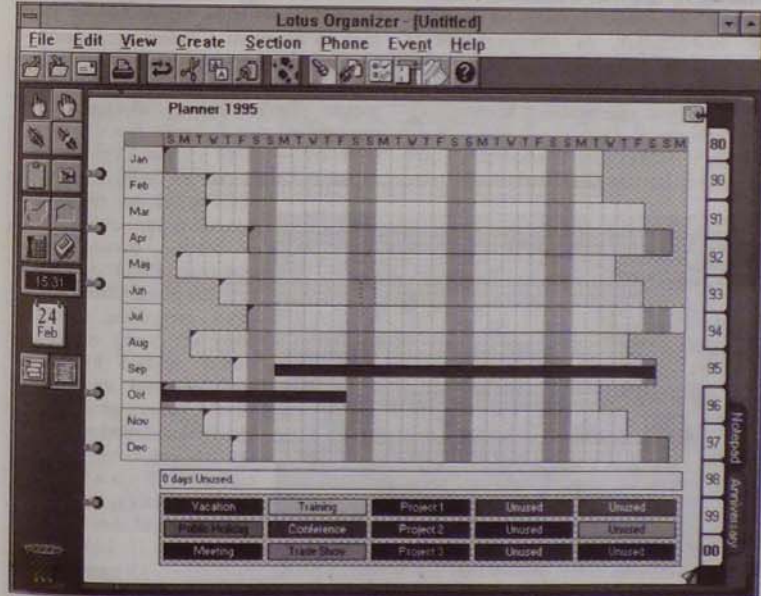 Lotus Organizer - [Untitled]
File Edit View Create Section Phone Event Help
Planner 1995
S M T W T F S S M T W T F S S M T W T F S S M T W T F S S M T W T F S S M
Jan
Feb
Mar
Apr
May
Jun
Jul
Aug
Sep
Oct
Nov
Dec
15:31
24
Feb
80
90
91
92
93
94
95
96
97
98
99
00
Notepad
Anniversary
0 days Unused.
Vacation Training Project 1 Unused Unused
Public Holiday Conference Project 2 Unused Unused
Meeting Trade Show Project 3 Unused Unused